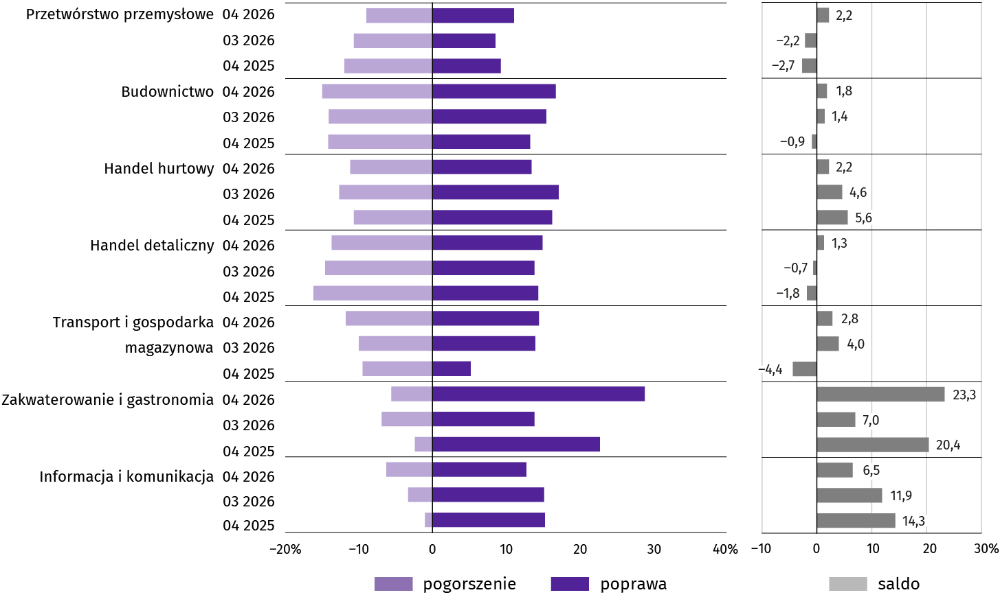 Przetwórstwo przemysłowe 04 2026 2,2
03 2026 −2,2
04 2025 −2,7
Budownictwo 04 2026 1,8
03 2026 1,4
04 2025 −0,9
Handel hurtowy 04 2026 2,2
03 2026 4,6
04 2025 5,6
Handel detaliczny 04 2026 1,3
03 2026 −0,7
04 2025 −1,8
Transport i gospodarka 04 2026 2,8
magazynowa 03 2026 4,0
04 2025 −4,4
Zakwaterowanie i gastronomia 04 2026 23,3
03 2026 7,0
04 2025 20,4
Informacja i komunikacja 04 2026 6,5
03 2026 11,9
04 2025 14,3
−20% −10 0 10 20 30 40% −10 0 10 20 30%
pogorszenie poprawa saldo